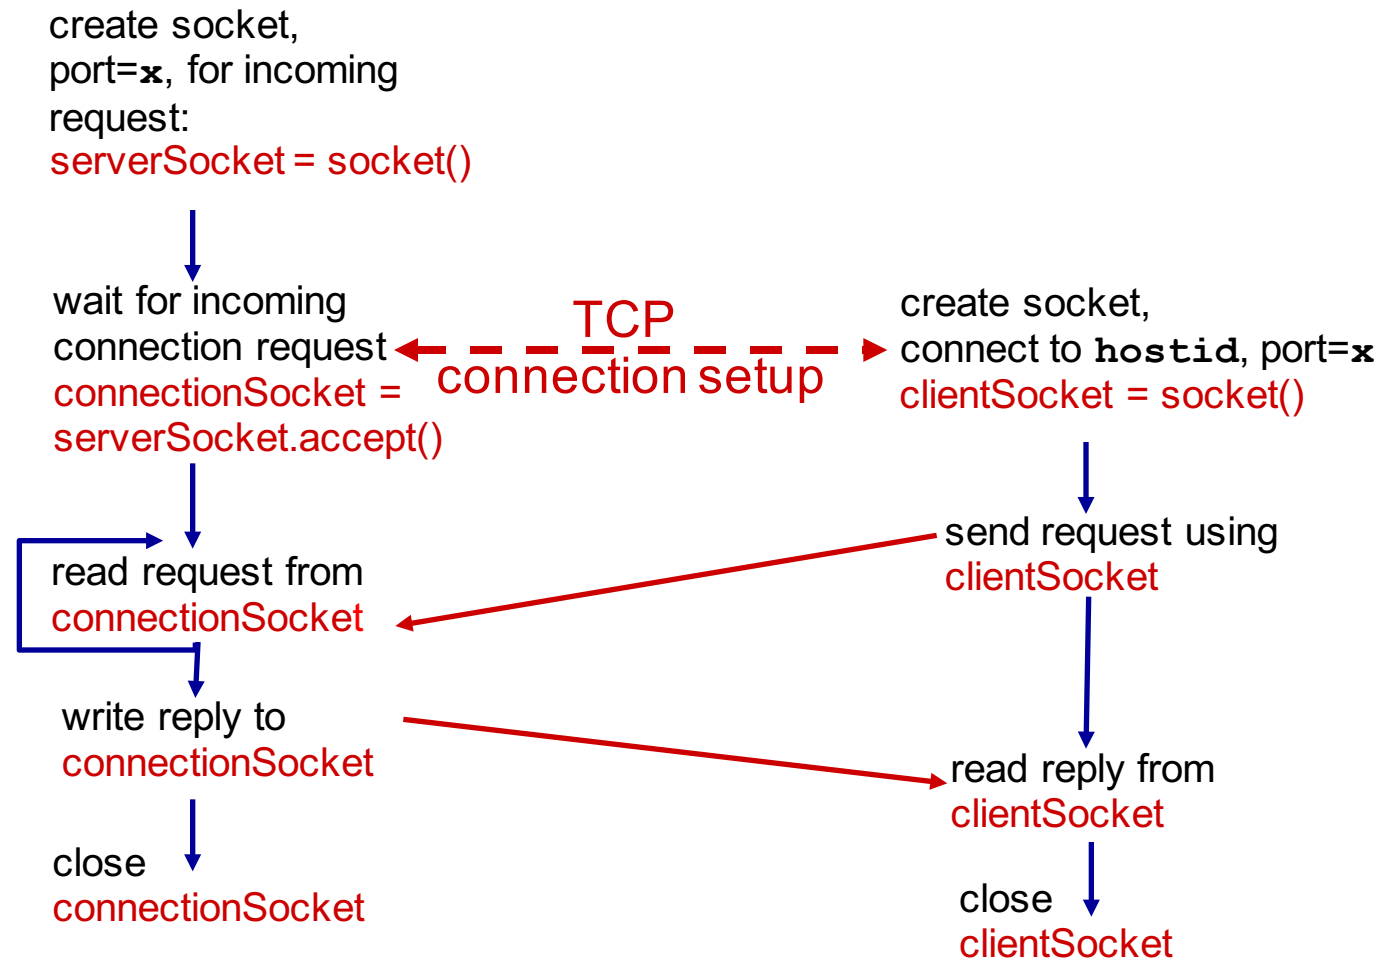 create socket,
port=x, for incoming
request:
serverSocket = socket()
wait for incoming
connection request
connectionSocket =
serverSocket.accept()
TCP
connection setup
create socket,
connect to hostid, port=x
clientSocket = socket()
send request using
clientSocket
read request from
connectionSocket
write reply to
connectionSocket
read reply from
clientSocket
close
connectionSocket
close
clientSocket